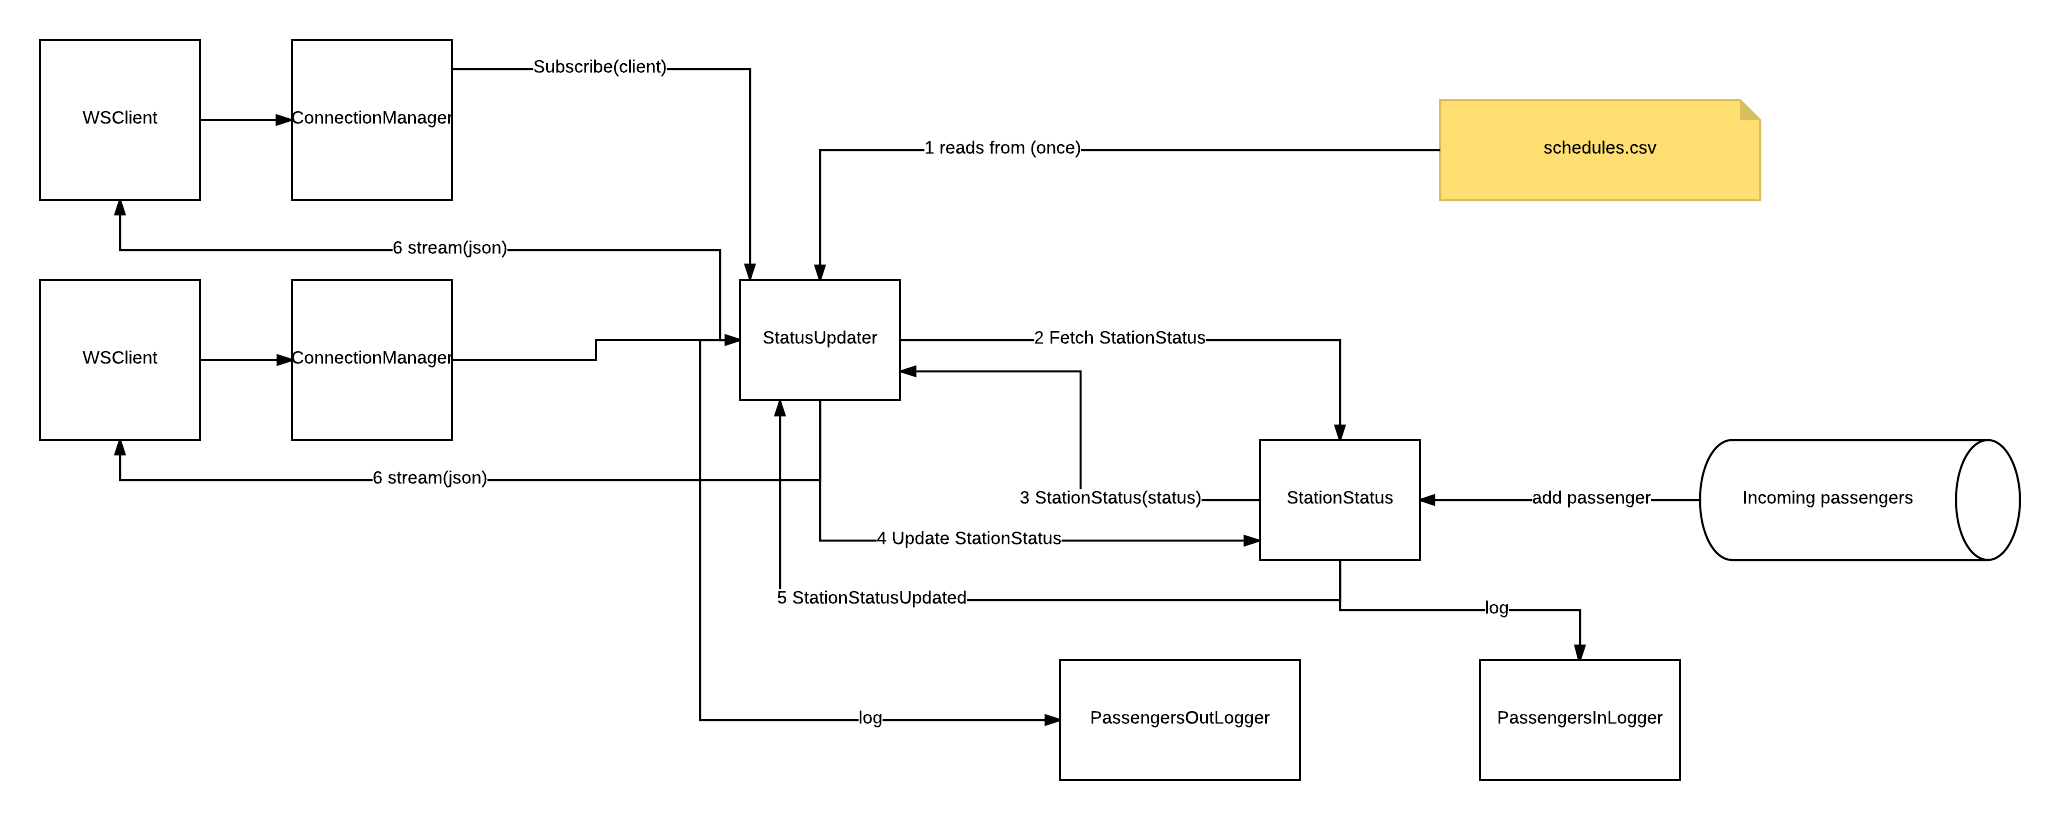 Subscribe(client)
WSClient
ConnectionManager
1 reads from (once)
schedules.csv
6 stream(json)
WSClient
ConnectionManager
StatusUpdater
2 Fetch StationStatus
6 stream(json)
3 StationStatus(status)
StationStatus
add passenger
Incoming passengers
4 Update StationStatus
5 StationStatusUpdated
log
log
PassengersOutLogger
PassengersInLogger